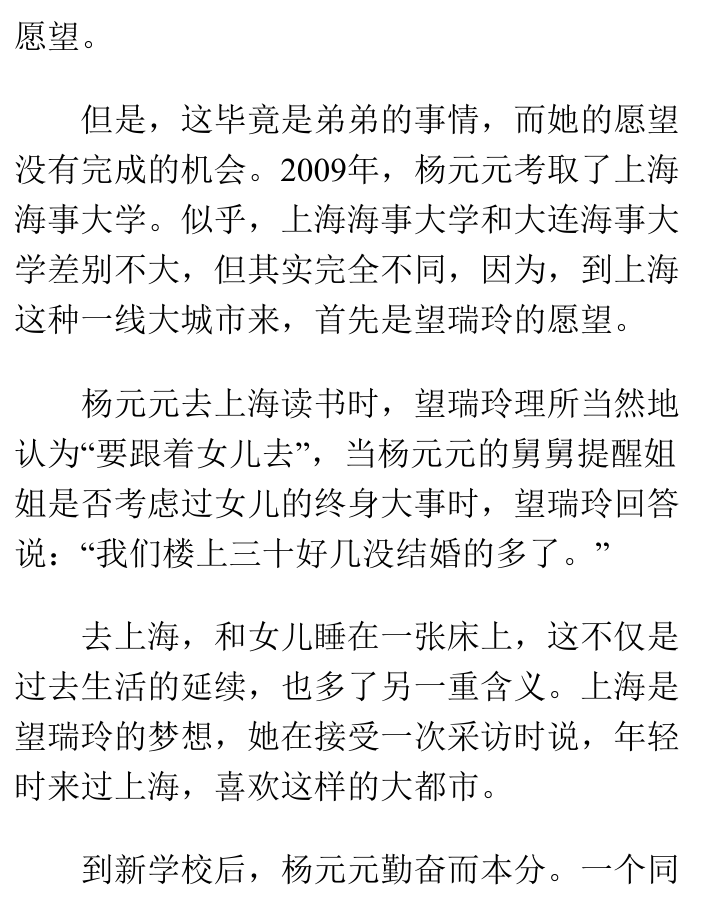 愿望。
但是，这毕竟是弟弟的事情，而她的愿望
没有完成的机会。2009年，杨元元考取了上海
海事大学。似乎，上海海事大学和大连海事大
学差别不大，但其实完全不同，因为，到上海
这种一线大城市来，首先是望瑞玲的愿望。
杨元元去上海读书时，望瑞玲理所当然地
认为“要跟着女儿去”，当杨元元的舅舅提醒姐
姐是否考虑过女儿的终身大事时，望瑞玲回答
说：“我们楼上三十好几没结婚的多了。”
去上海，和女儿睡在一张床上，这不仅是
过去生活的延续，也多了另一重含义。上海是
望瑞玲的梦想，她在接受一次采访时说，年轻
时来过上海，喜欢这样的大都市。
到新学校后，杨元元勤奋而本分。一个同